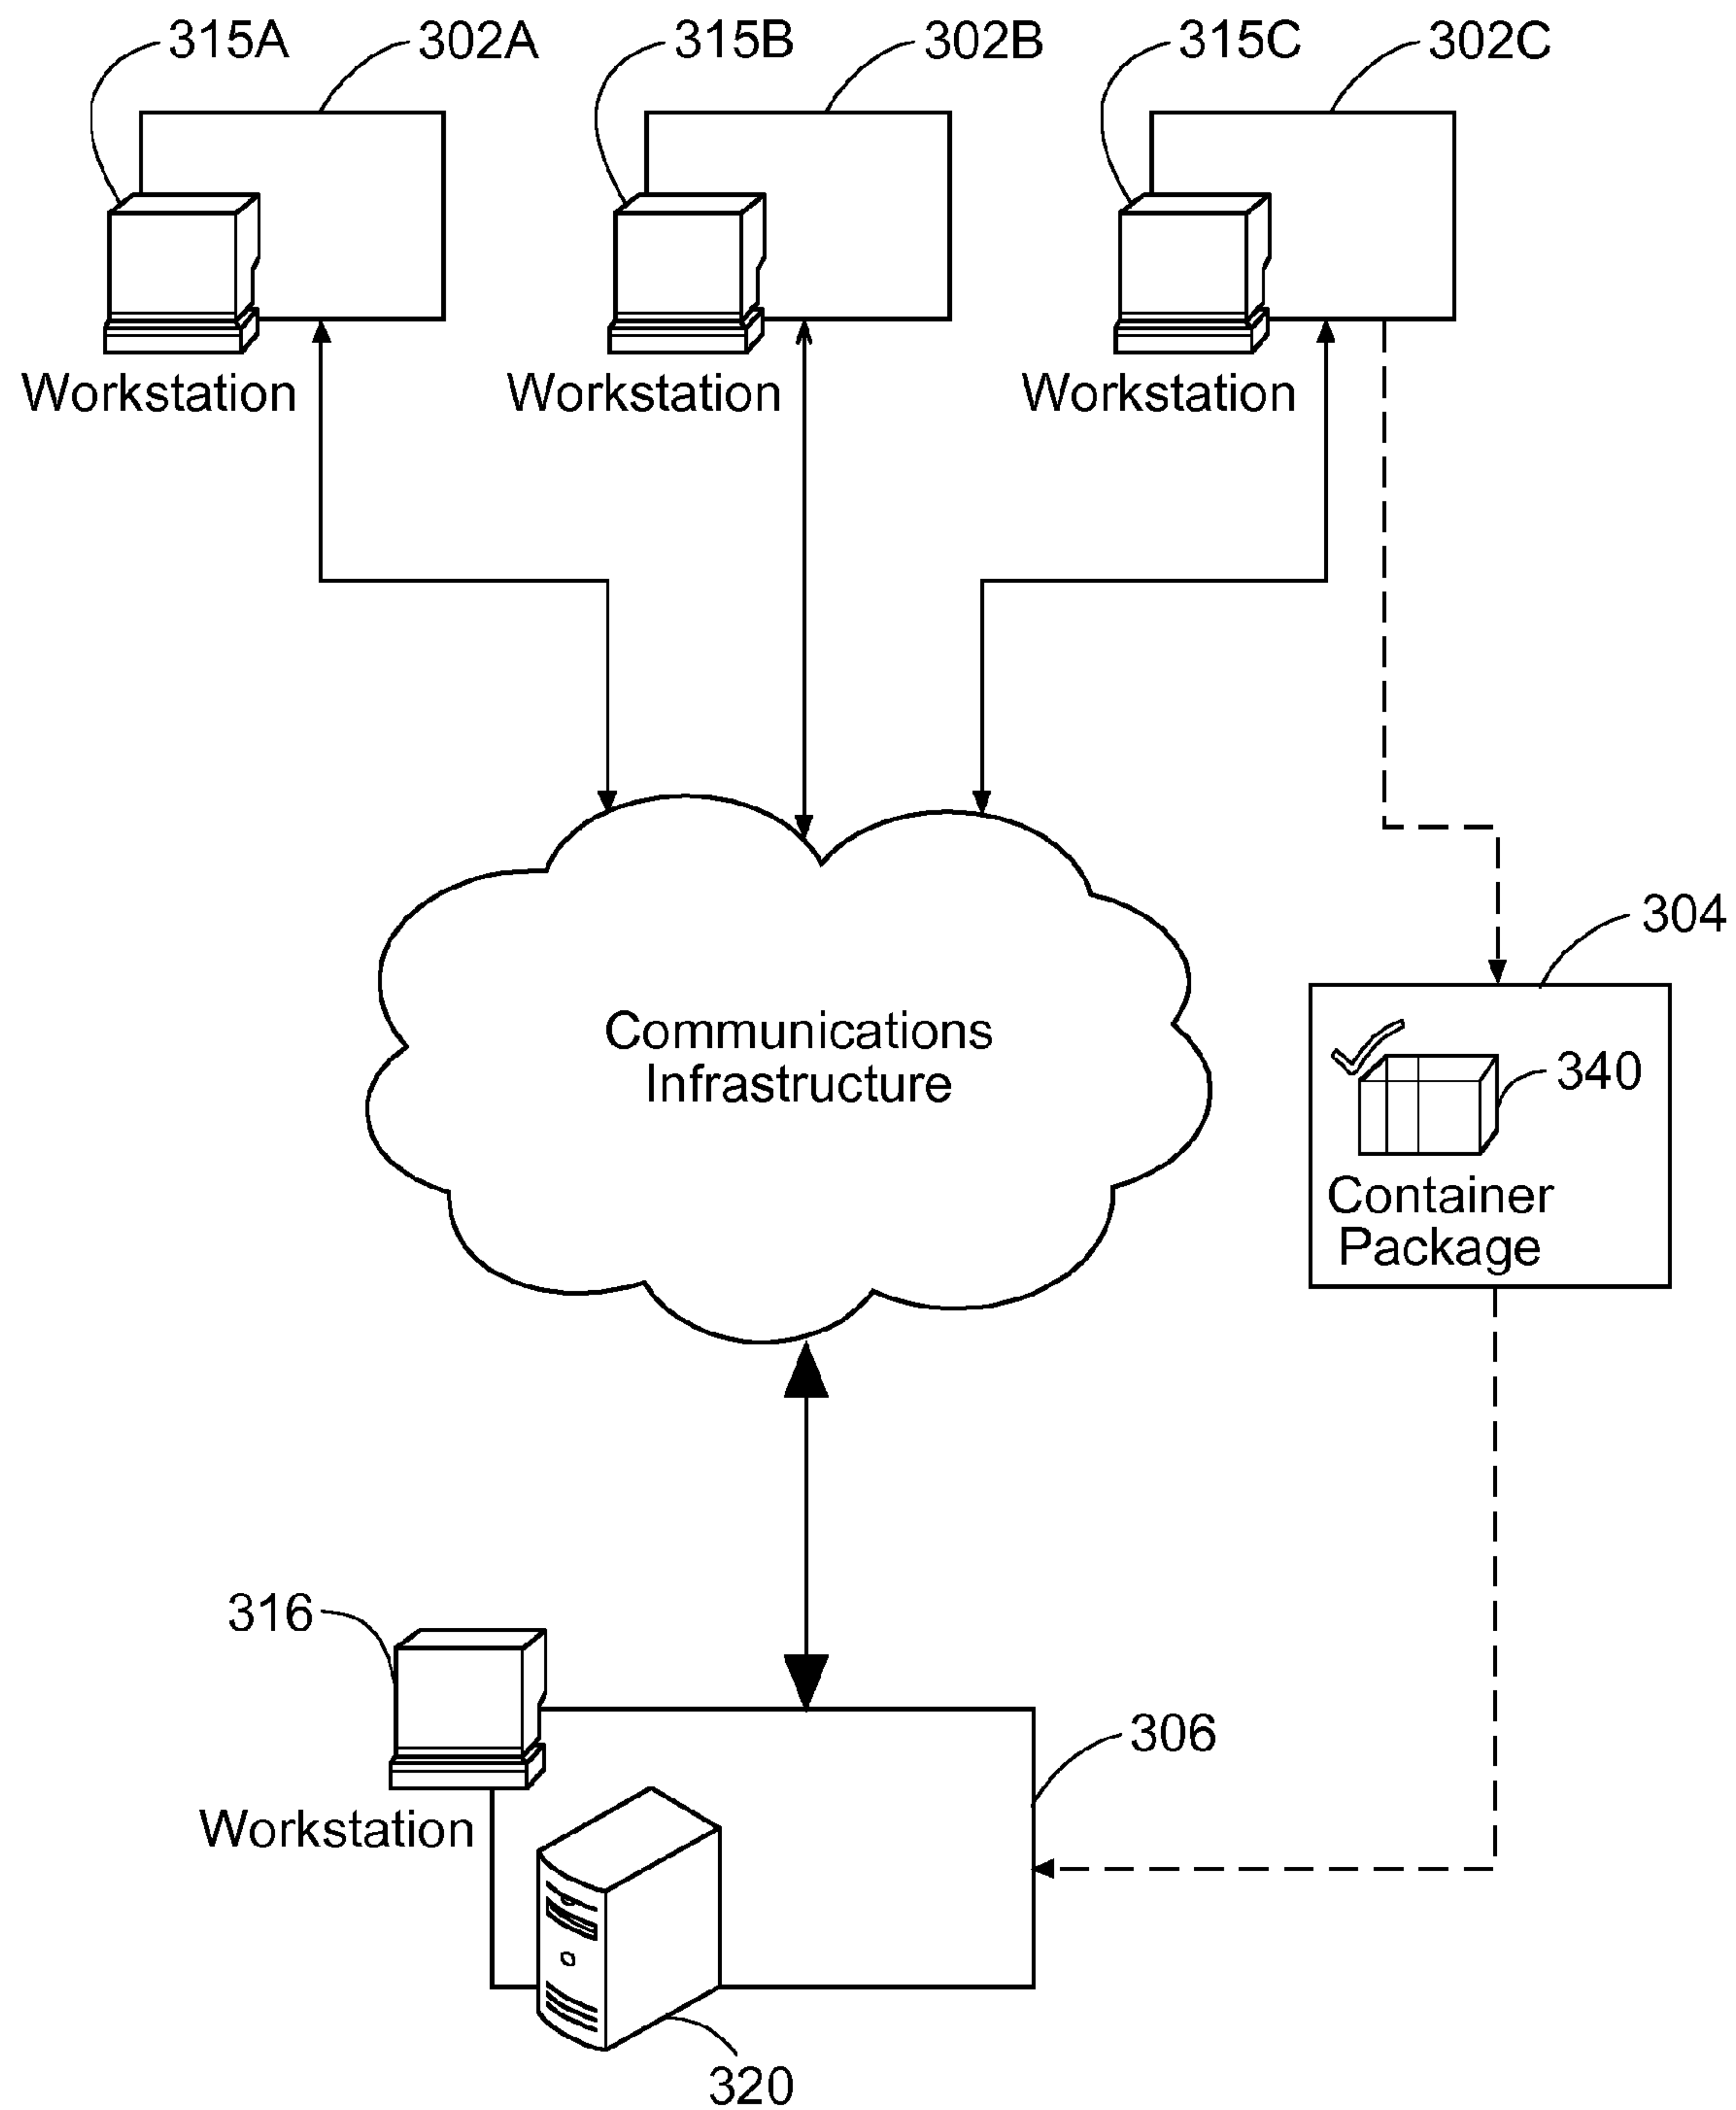 315A 302A 315B 302B 315C 302C
Workstation Workstation Workstation
304
Communications
Infrastructure
340
Container
Package
316
306
Workstation
320